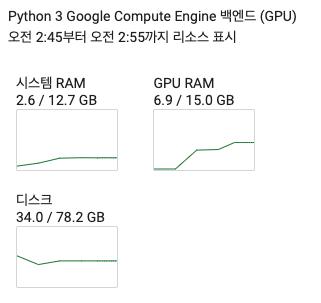 Python 3 Google Compute Engine 백엔드 (GPU)
오전 2:45부터 오전 2:55까지 리소스 표시
시스템 RAM
2.6 / 12.7 GB
GPU RAM
6.9 / 15.0 GB
디스크
34.0 / 78.2 GB